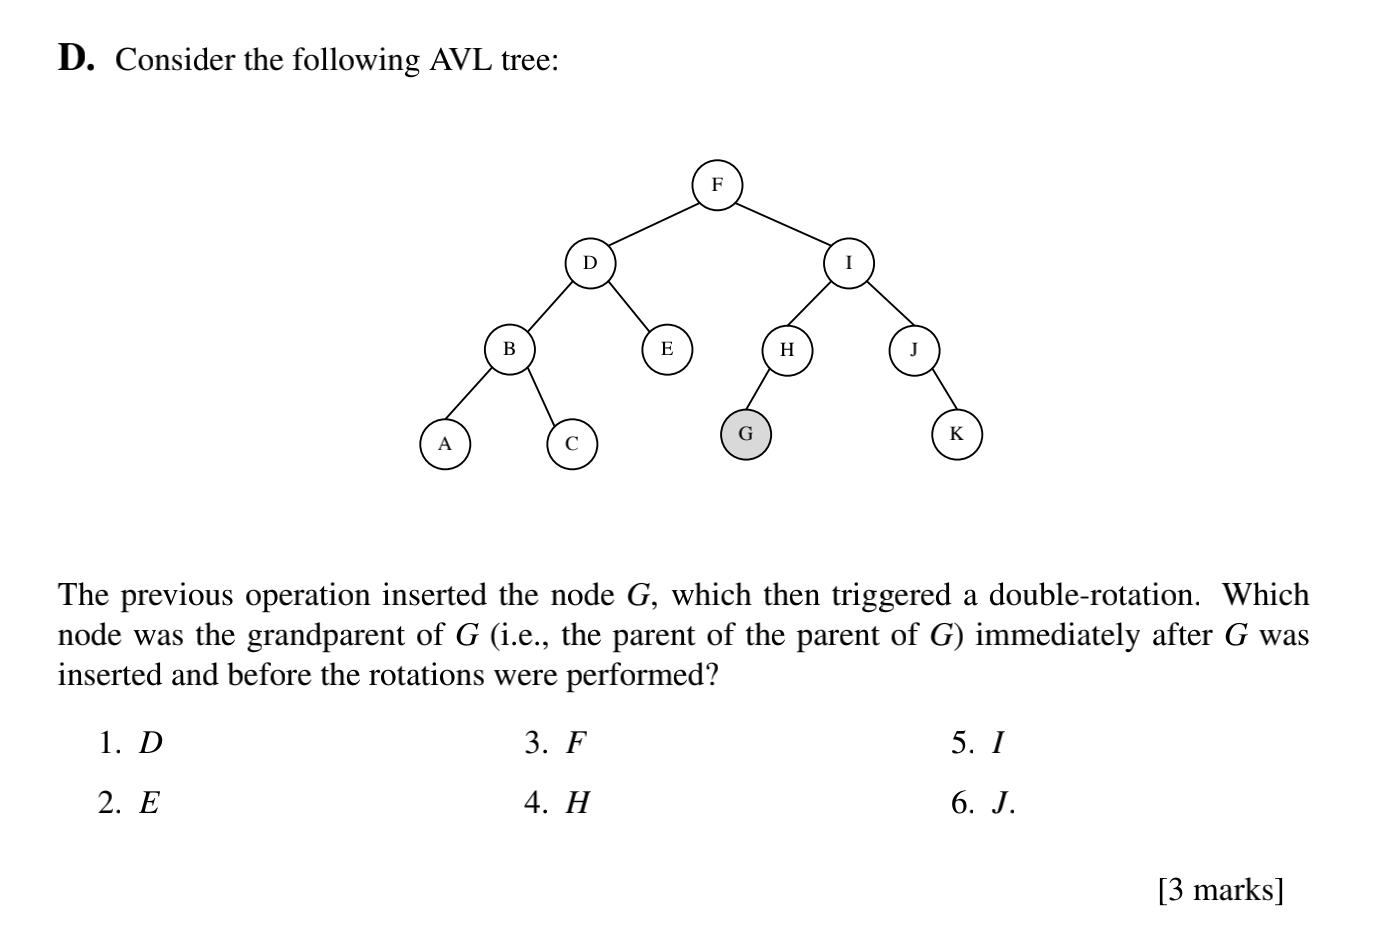 D. Consider the following AVL tree:
F
D I
B E H J
A C G K
The previous operation inserted the node G, which then triggered a double-rotation. Which
node was the grandparent of G (i.e., the parent of the parent of G) immediately after G was
inserted and before the rotations were performed?
1. D 3. F 5. I
2. E 4. H 6. J.
[3 marks]